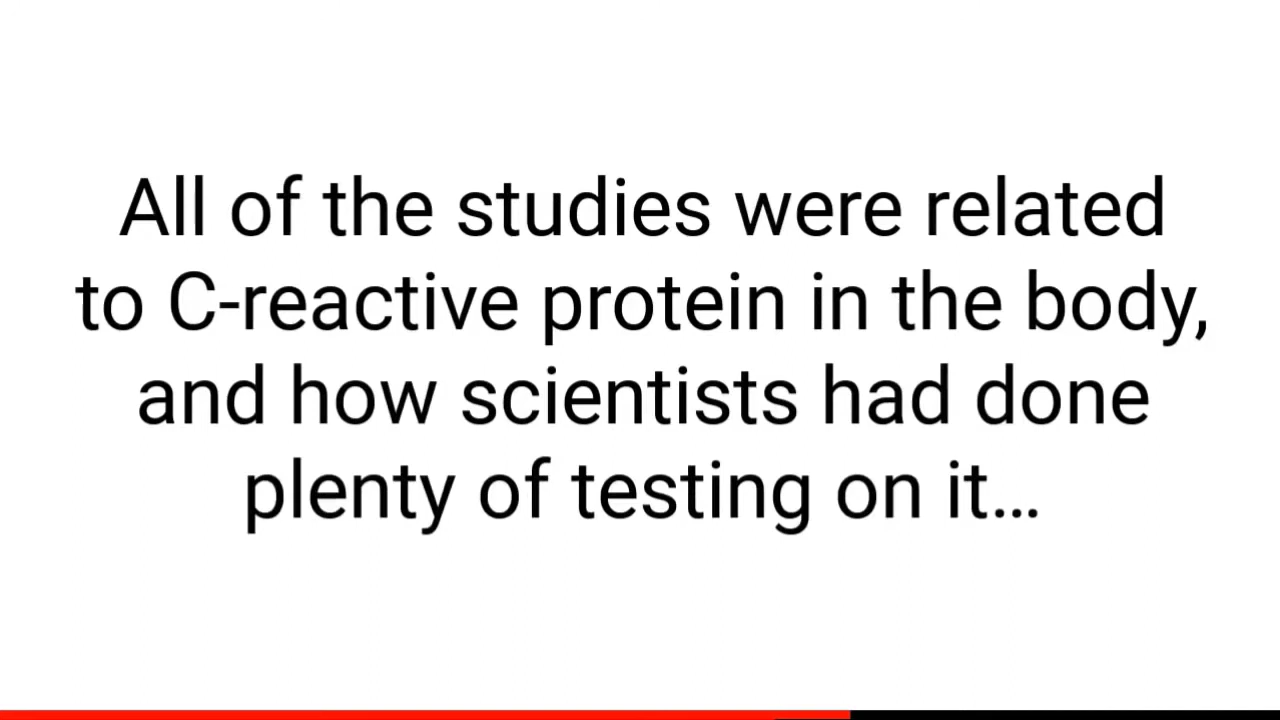 All of the studies were related
to C-reactive protein in the body,
and how scientists had done
plenty of testing on it...